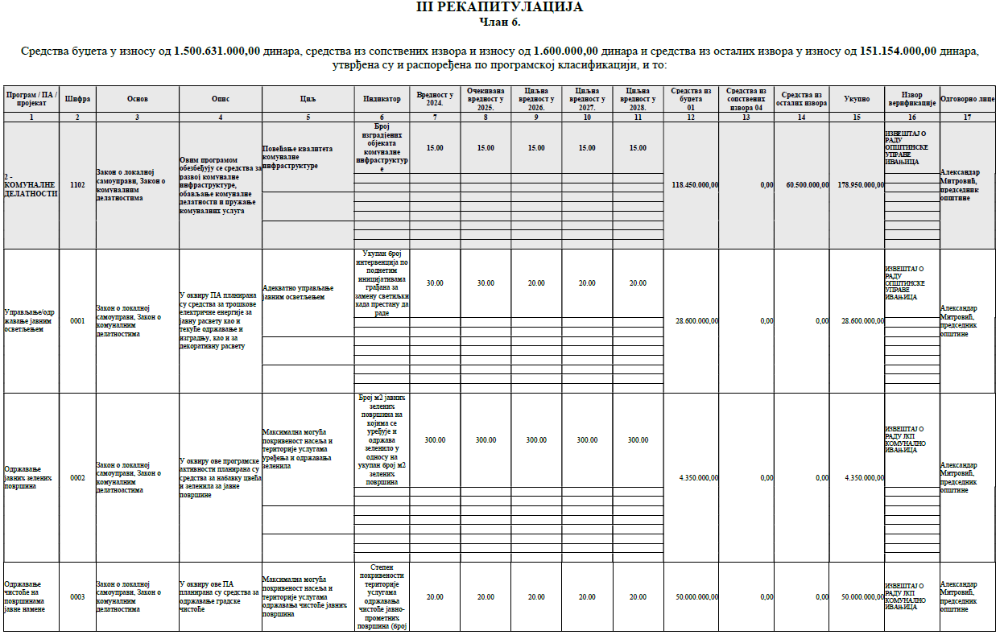 III РЕКАПИТУЛАЦИЈА
Члан 6.
Средства буџета у износу од 1.500.631.000,00 динара, средства из сопствених извора и износу од 1.600.000,00 динара и средства из осталих извора у износу од 151.154.000,00 динара,
утврђена су и распоређена по програмској класификацији, и то:
Програм / ПА /
пројекат
Шифра
Основ
Опис
Циљ
Индикатор
Вредност у
2024.
Очекивана
вредност у
2025.
Циљна
вредност у
2026.
Циљна
вредност у
2027.
Циљна
вредност у
2028.
Средства из
буџета
01
Средства из
сопствених
извора 04
Средства из
осталих извора
Укупно
Извор
верификације
Одговорно лице
1 2 3 4 5 6 7 8 9 10 11 12 13 14 15 16 17
2 -
КОМУНАЛНЕ
ДЕЛАТНОСТИ
1102
Закон о локалној
самоуправи, Закон о
комуналним
делатностима
Овим програмом
обезбеђују се средства за
развој комуналне
инфраструктуре,
обављање комуналне
делатности и пружање
комуналних услуга
Повећање квалитета
комуналне
инфраструктуре
Број
изградјених
објеката
комуналне
инфраструктур
е
15.00 15.00 15.00 15.00 15.00
118.450.000,00 0,00 60.500.000,00 178.950.000,00
ИЗВЕШТАЈ О
РАДУ
ОПШТИНСКЕ
УПРАВЕ
ИВАЊИЦА
Александар
Митровић,
председник
општине
Управљање/одр
жавање јавним
осветљењем
0001
Закон о локалној
самоуправи, Закон о
комуналним
делатностима
У оквиру ПА планирана
су средства за трошкове
електричне енергије за
јавну расвету као и
текуће одржавање и
изградњу, као и за
декоративну расвету
Адекватно управљање
јавним осветљењем
Укупан број
интервенција по
поднетим
иницијативама
грађана за
замену светиљки
када престану да
раде
30.00 30.00 20.00 20.00 20.00
28.600.000,00 0,00 0,00 28.600.000,00
ИЗВЕШТАЈ О
РАДУ
ОПШТИНСКЕ
УПРАВЕ
ИВАЊИЦА
Александар
Митровић,
председник
општине
Одржавање
јавних зелених
површина
0002
Закон о локалној
самоуправи, Закон о
комуналним
делатноастима
У оквиру ове програмске
активности планирана су
средства за набавку цвећа
и зеленила за јавне
површине
Максимална могућа
покривеност насеља и
територије услугама
уређења и одржавања
зеленила
Број м2 јавних
зелених
површина на
којима се
уређује и
одржава
зеленило у
односу на
укупан број м2
зелених
површина
300.00 300.00 300.00 300.00 300.00
4.350.000,00 0,00 0,00 4.350.000,00
ИЗВЕШТАЈ О
РАДУ ЈКП
КОМУНАЛНО
ИВАЊИЦА
Александар
Митровић,
председник
општине
Одржавање
чистоће на
површинама
јавне намене
0003
Закон о локалној
самоуправи, Закон о
комуналним
делатностима
У оквиру ове ПА
планирана су средства за
одржавање градске
чистоће
Максимална могућа
покривеност насеља и
територије услугама
одржавања чистоће јавних
површина
Степен
покривености
територије
услугама
одржавања
чистоће јавно-
прометних
површина (број
20.00 20.00 20.00 20.00 20.00
50.000.000,00 0,00 0,00 50.000.000,00
ИЗВЕШТАЈ О
РАДУ ЈКП
КОМУНАЛНО
ИВАЊИЦА
Александар
Митровић,
председник
општине